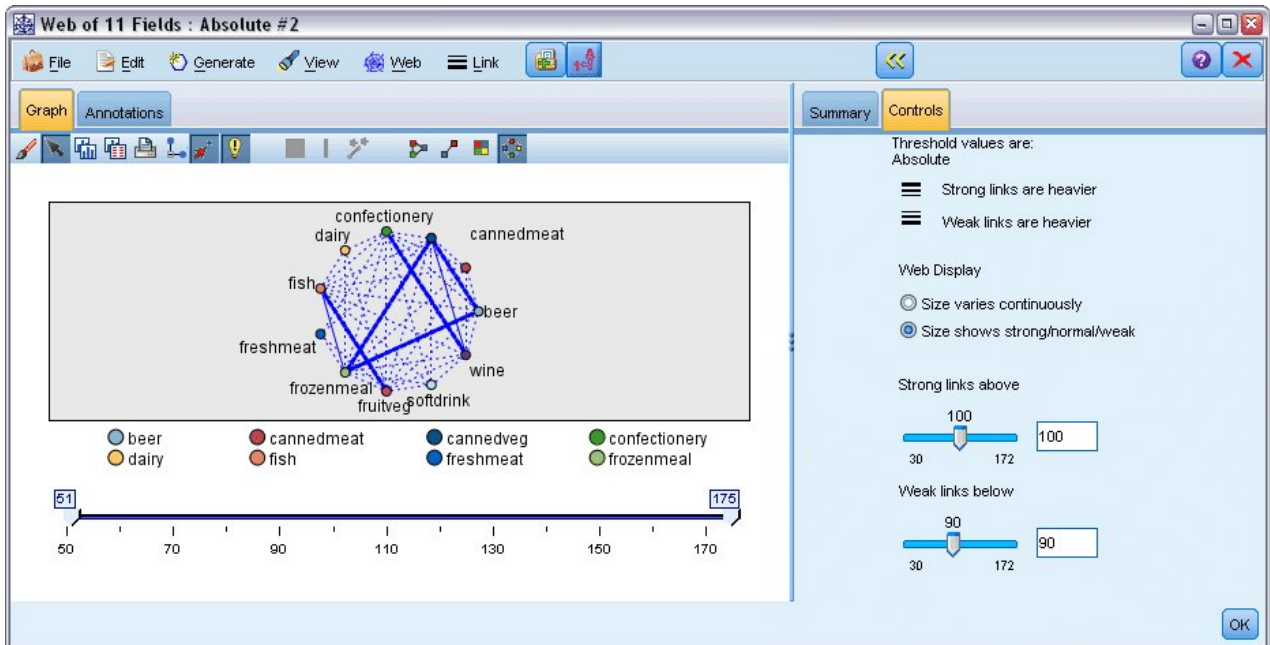 Web of 11 Fields : Absolute #2
File Edit Generate View Web Link
Graph Annotations
Summary Controls
Threshold values are:
Absolute
Strong links are heavier
Weak links are heavier
Web Display
Size varies continuously
Size shows strong/normal/weak
Strong links above
100
100
30 172
Weak links below
90
90
30 172
confectionery
dairy
cannedmeat
fish
beer
freshmeat
wine
frozenmeal
softdrink
fruitveg
beer cannedmeat cannedveg confectionery
dairy fish freshmeat frozenmeal
51 175
50 70 90 110 130 150 170
OK